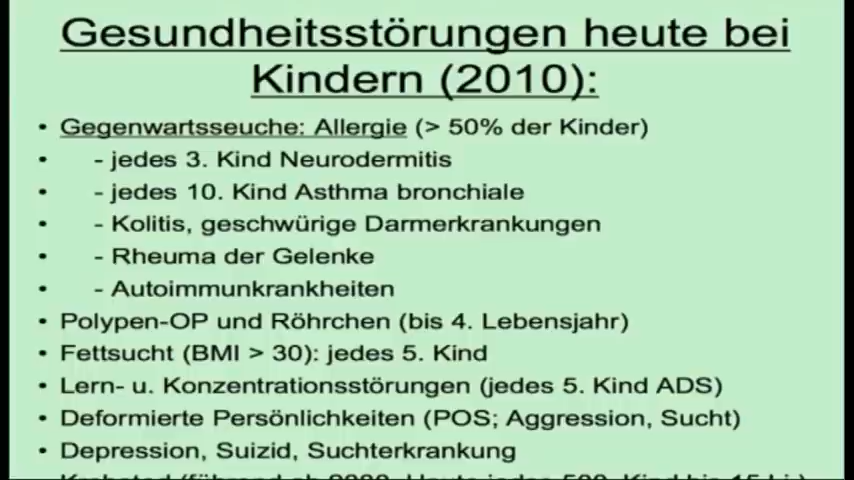 Gesundheitsstörungen heute bei
Kindern (2010):
• Gegenwartsseuche: Allergie (> 50% der Kinder)
• - jedes 3. Kind Neurodermitis
• - jedes 10. Kind Asthma bronchiale
• - Kolitis, geschwürige Darmerkrankungen
• - Rheuma der Gelenke
• - Autoimmunkrankheiten
• Polypen-OP und Röhrchen (bis 4. Lebensjahr)
• Fettsucht (BMI > 30): jedes 5. Kind
• Lern- u. Konzentrationsstörungen (jedes 5. Kind ADS)
• Deformierte Persönlichkeiten (POS; Aggression, Sucht)
• Depression, Suizid, Suchterkrankung